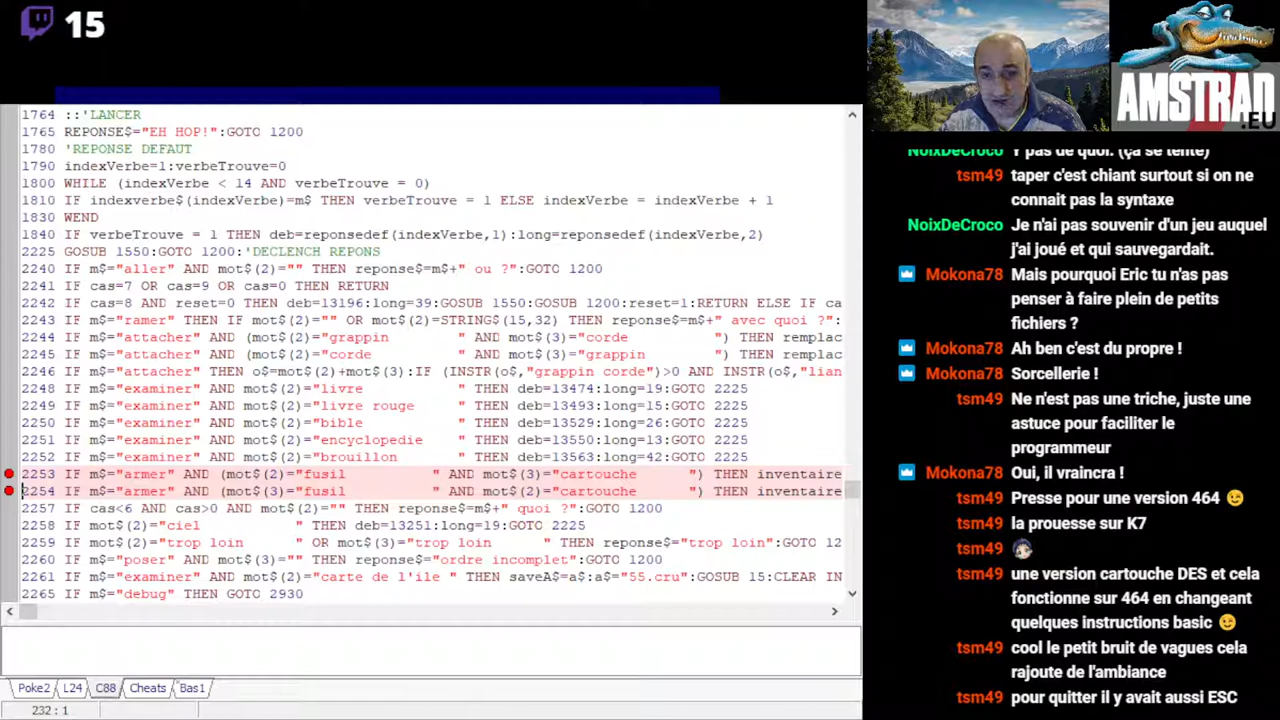 15
AMSTRAD
.EU
1764 ::'LANCER
1765 REPONSE$="EH HOP!":GOTO 1200
1780 'REPONSE DEFAUT
1790 indexVerbe=1:verbeTrouve=0
1800 WHILE (indexVerbe < 14 AND verbeTrouve = 0)
1810 IF indexverbe$(indexVerbe)=m$ THEN verbeTrouve = 1 ELSE indexVerbe = indexVerbe + 1
1830 WEND
1840 IF verbeTrouve = 1 THEN deb=reponsedef(indexVerbe,1):long=reponsedef(indexVerbe,2)
2225 GOSUB 1550:GOTO 1200:'DECLENCH REPONS
2240 IF m$="aller" AND mot$(2)="" THEN reponse$=m$+" ou ?":GOTO 1200
2241 IF cas=7 OR cas=9 OR cas=0 THEN RETURN
2242 IF cas=8 AND reset=0 THEN deb=13196:long=39:GOSUB 1550:GOSUB 1200:reset=1:RETURN ELSE IF ca
2243 IF m$="ramer" THEN IF mot$(2)="" OR mot$(2)=STRING$(15,32) THEN reponse$=m$+" avec quoi ?":
2244 IF m$="attacher" AND (mot$(2)="grappin        " AND mot$(3)="corde          ") THEN remplac
2245 IF m$="attacher" AND (mot$(2)="corde          " AND mot$(3)="grappin        ") THEN remplac
2246 IF m$="attacher" THEN o$=mot$(2)+mot$(3):IF (INSTR(o$,"grappin corde")>0 AND INSTR(o$,"lian
2248 IF m$="examiner" AND mot$(2)="livre          " THEN deb=13474:long=19:GOTO 2225
2249 IF m$="examiner" AND mot$(2)="livre rouge    " THEN deb=13493:long=15:GOTO 2225
2250 IF m$="examiner" AND mot$(2)="bible          " THEN deb=13529:long=26:GOTO 2225
2251 IF m$="examiner" AND mot$(2)="encyclopedie   " THEN deb=13550:long=13:GOTO 2225
2252 IF m$="examiner" AND mot$(2)="brouillon      " THEN deb=13563:long=42:GOTO 2225
2253 IF m$="armer" AND (mot$(2)="fusil          " AND mot$(3)="cartouche      ") THEN inventaire
2254 IF m$="armer" AND (mot$(3)="fusil          " AND mot$(2)="cartouche      ") THEN inventaire
2257 IF cas<6 AND cas>0 AND mot$(2)="" THEN reponse$=m$+" quoi ?":GOTO 1200
2258 IF mot$(2)="ciel           " THEN deb=13251:long=19:GOTO 2225
2259 IF mot$(2)="trop loin      " OR mot$(3)="trop loin      " THEN reponse$="trop loin":GOTO 12
2260 IF m$="poser" AND mot$(3)="" THEN reponse$="ordre incomplet":GOTO 1200
2261 IF m$="examiner" AND mot$(2)="carte de l'ile " THEN saveA$=a$:a$="55.cru":GOSUB 15:CLEAR IN
2265 IF m$="debug" THEN GOTO 2930
Poke2 L24 C88 Cheats Bas1
232 : 1
NoixDeCroco Y pas de quoi. (ça se tente)
tsm49 taper c'est chiant surtout si on ne
connait pas la syntaxe
NoixDeCroco Je n'ai pas souvenir d'un jeu auquel
j'ai joué et qui sauvegardait.
Mokona78 Mais pourquoi Eric tu n'as pas
penser à faire plein de petits
fichiers ?
Mokona78 Ah ben c'est du propre !
Mokona78 Sorcellerie !
tsm49 Ne n'est pas une triche, juste une
astuce pour faciliter le
programmeur
Mokona78 Oui, il vraincra !
tsm49 Presse pour une version 464 😉
tsm49 la prouesse sur K7
tsm49
tsm49 une version cartouche DES et cela
fonctionne sur 464 en changeant
quelques instructions basic 😉
tsm49 cool le petit bruit de vagues cela
rajoute de l'ambiance
tsm49 pour quitter il y avait aussi ESC